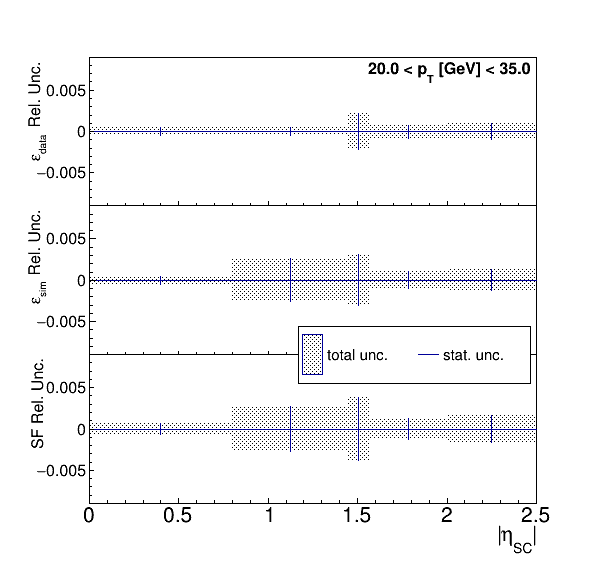 20.0 < p_T [GeV] < 35.0
ε_data Rel. Unc.
0.005
0
−0.005
ε_sim Rel. Unc.
0.005
0
−0.005
total unc.
stat. unc.
SF Rel. Unc.
0.005
0
−0.005
0 0.5 1 1.5 2 2.5
|η_SC|